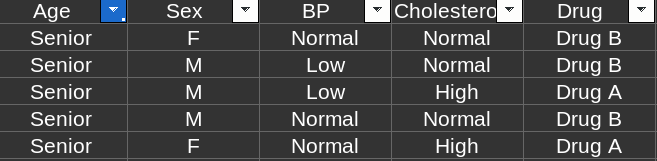 Age Sex BP Cholestero Drug
Senior F Normal Normal Drug B
Senior M Low Normal Drug B
Senior M Low High Drug A
Senior M Normal Normal Drug B
Senior F Normal High Drug A